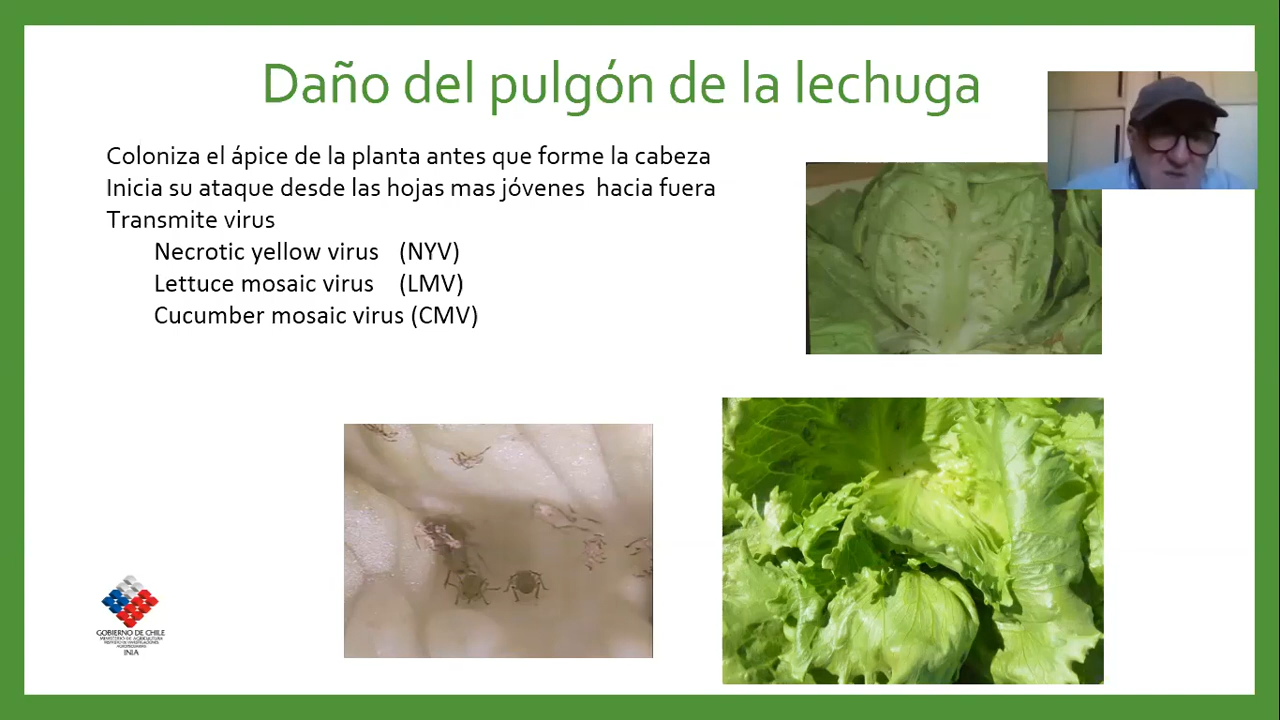 Daño del pulgón de la lechuga
Coloniza el ápice de la planta antes que forme la cabeza
Inicia su ataque desde las hojas mas jóvenes hacia fuera
Transmite virus
Necrotic yellow virus (NYV)
Lettuce mosaic virus (LMV)
Cucumber mosaic virus (CMV)
GOBIERNO DE CHILE
MINISTERIO DE AGRICULTURA
INSTITUTO DE INVESTIGACIONES
AGROPECUARIAS
INIA